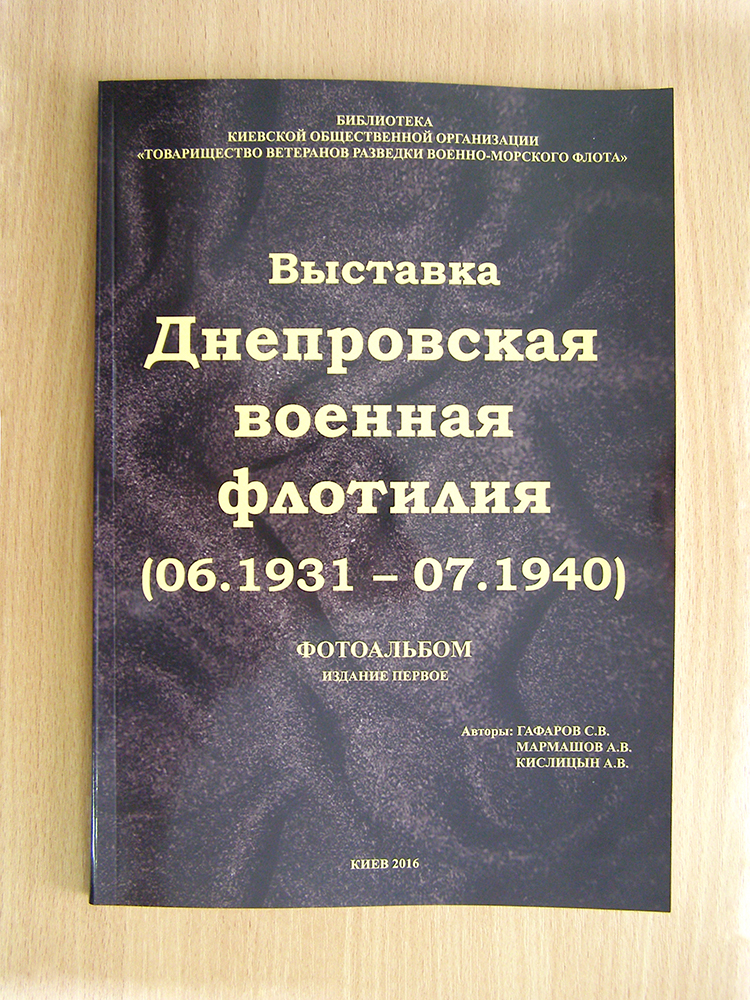 БИБЛИОТЕКА
КИЕВСКОЙ ОБЩЕСТВЕННОЙ ОРГАНИЗАЦИИ
«ТОВАРИЩЕСТВО ВЕТЕРАНОВ РАЗВЕДКИ ВОЕННО-МОРСКОГО ФЛОТА»
Выставка
Днепровская
военная
флотилия
(06.1931 – 07.1940)
ФОТОАЛЬБОМ
ИЗДАНИЕ ПЕРВОЕ
Авторы: ГАФАРОВ С.В.
МАРМАШОВ А.В.
КИСЛИЦЫН А.В.
КИЕВ 2016